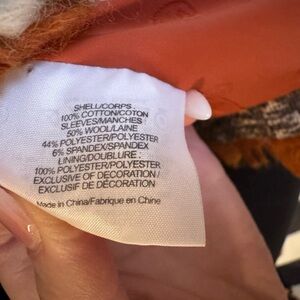 SHELL/CORPS
100% COTTON/COTON
SLEEVES/MANCHES
50% WOOL/LAINE
44% POLYESTER/POLYESTER
6% SPANDEX/SPANDEX
LINING/DOUBLURE
100% POLYESTER/POLYESTER
EXCLUSIVE OF DECORATION/
EXCLUSIF DE DÉCORATION
Made in China/Fabrique en Chine